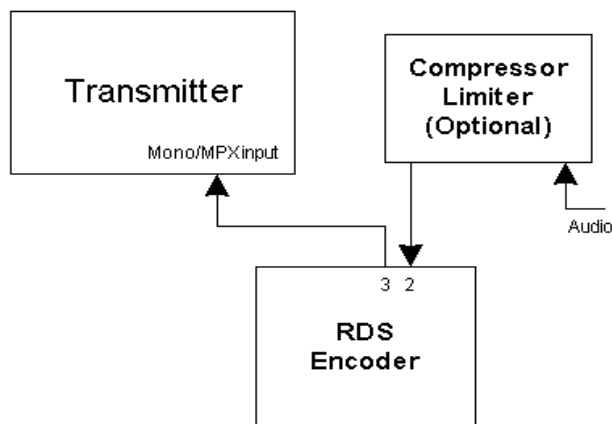 Transmitter
Mono/MPXinput
Compressor
Limiter
(Optional)
Audio
3 2
RDS
Encoder